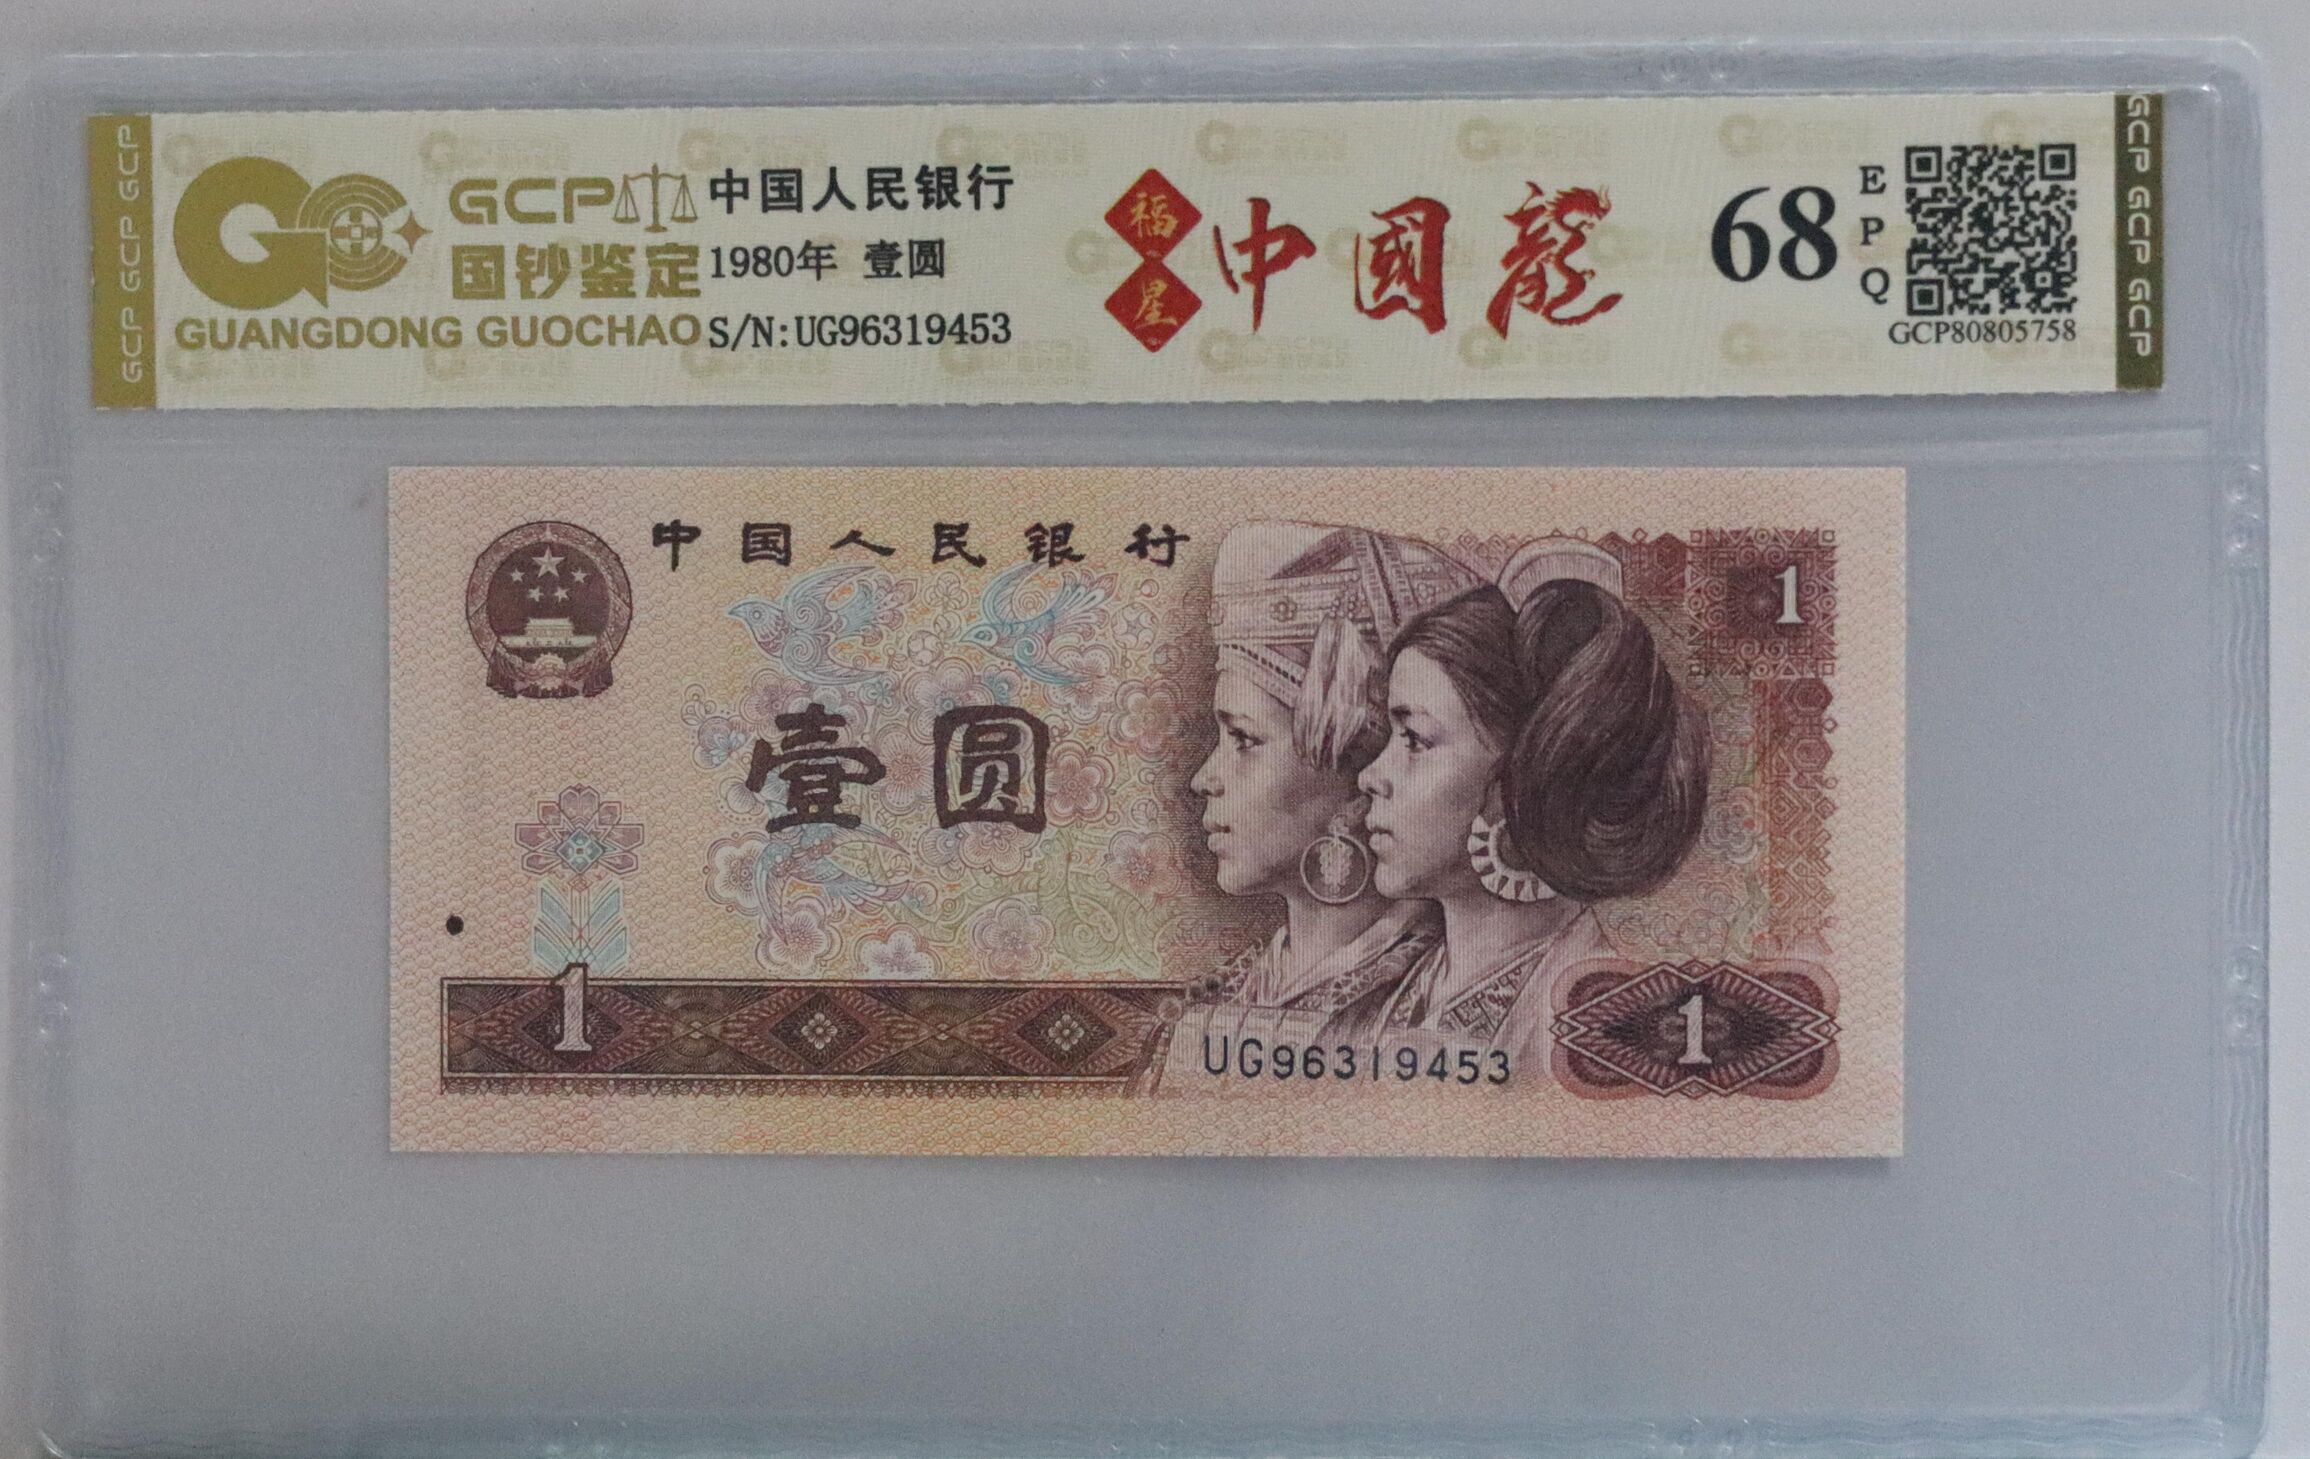 GCP GCP GCP
GCP
国钞鉴定
GUANGDONG GUOCHAO
中国人民银行
1980年 壹圆
S/N:UG96319453
福星
中國龍
68
EPQ
GCP80805758
GCP GCP GCP GCP
中国人民银行
1
壹圆
1
UG96319453
1